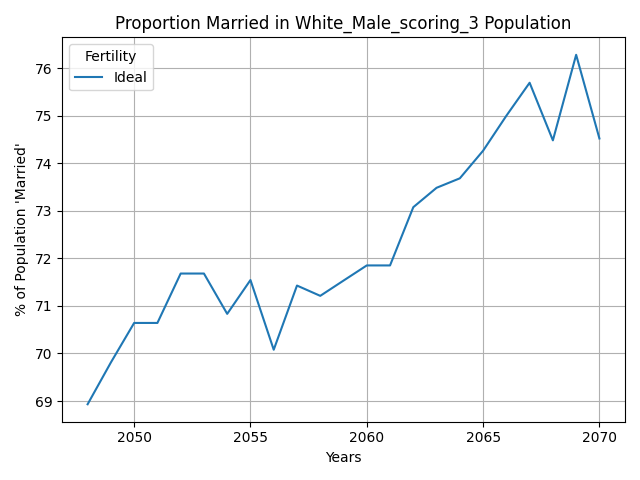 Proportion Married in White_Male_scoring_3 Population
Fertility
Ideal
% of Population 'Married'
76
75
74
73
72
71
70
69
2050 2055 2060 2065 2070
Years